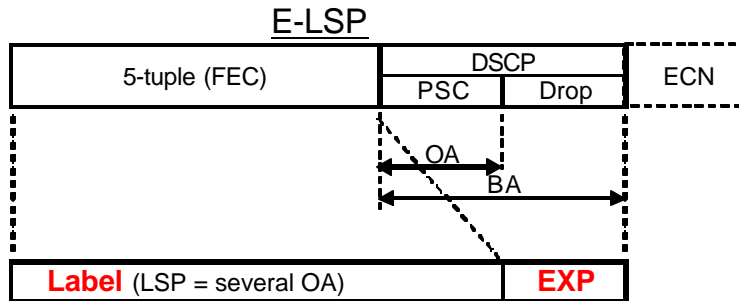 E-LSP
5-tuple (FEC)
DSCP
ECN
PSC
Drop
OA
BA
Label (LSP = several OA)
EXP